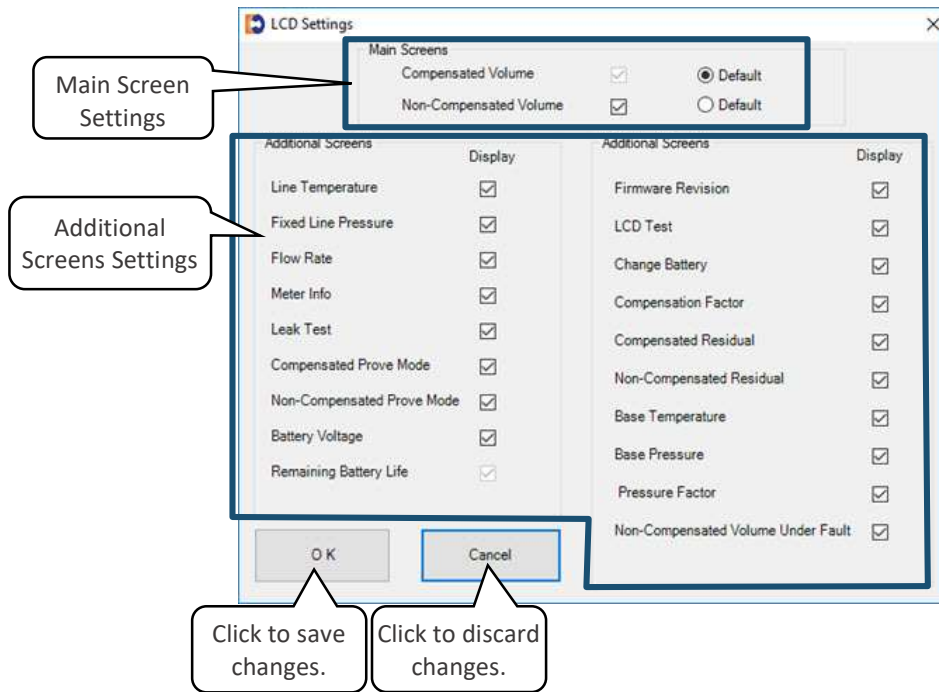 LCD Settings
Main Screens
Compensated Volume Default
Non-Compensated Volume Default
Main Screen
Settings
Additional Screens
Display
Line Temperature
Fixed Line Pressure
Flow Rate
Meter Info
Leak Test
Compensated Prove Mode
Non-Compensated Prove Mode
Battery Voltage
Remaining Battery Life
Additional
Screens Settings
Additional Screens
Display
Firmware Revision
LCD Test
Change Battery
Compensation Factor
Compensated Residual
Non-Compensated Residual
Base Temperature
Base Pressure
Pressure Factor
Non-Compensated Volume Under Fault
O K
Cancel
Click to save
changes.
Click to discard
changes.